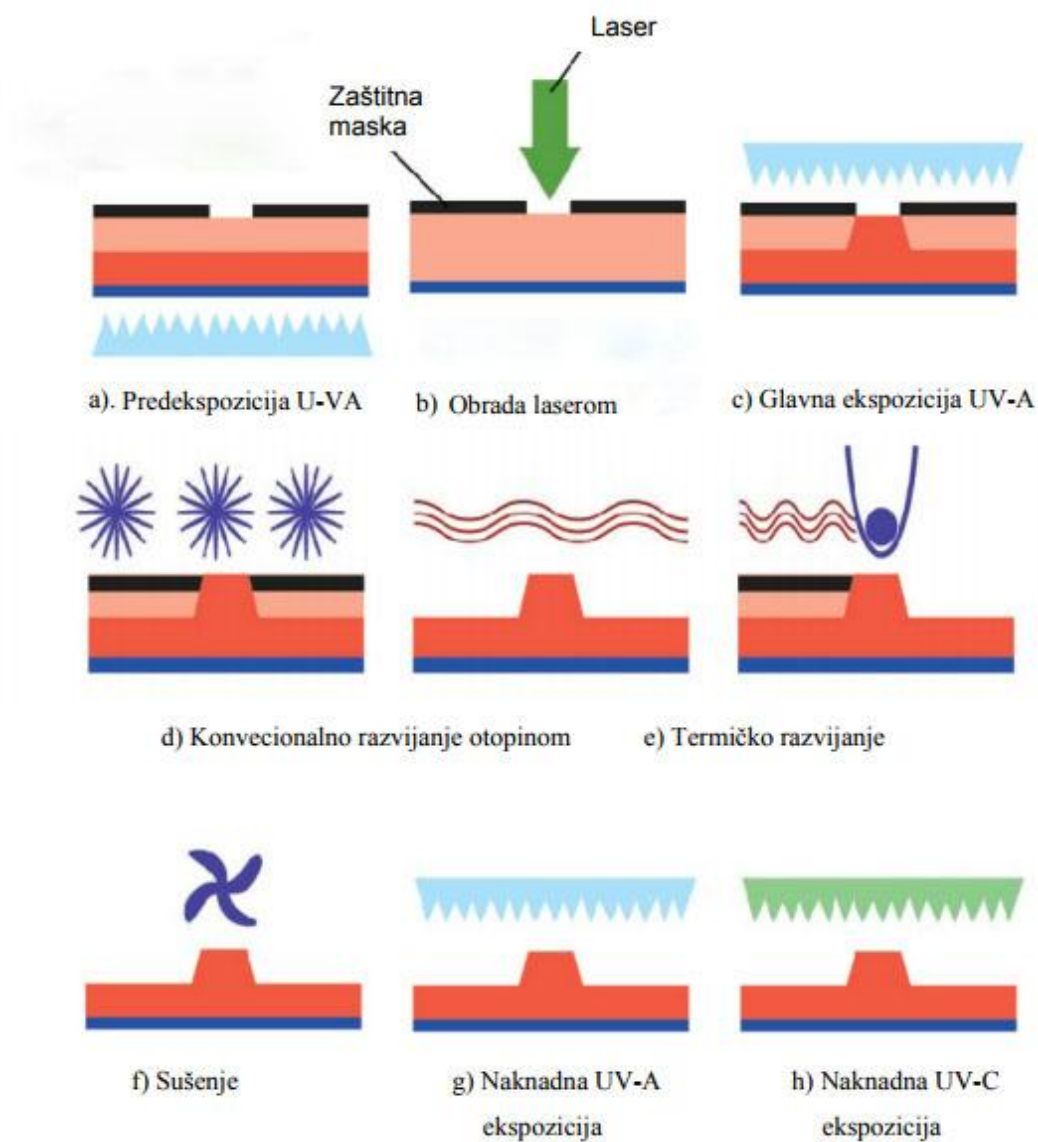 Laser
Zaštitna
maska
a). Predekspozicija U-VA
b) Obrada laserom
c) Glavna ekspozicija UV-A
d) Konvecionalno razvijanje otopinom
e) Termičko razvijanje
f) Sušenje
g) Naknadna UV-A
ekspozicija
h) Naknadna UV-C
ekspozicija